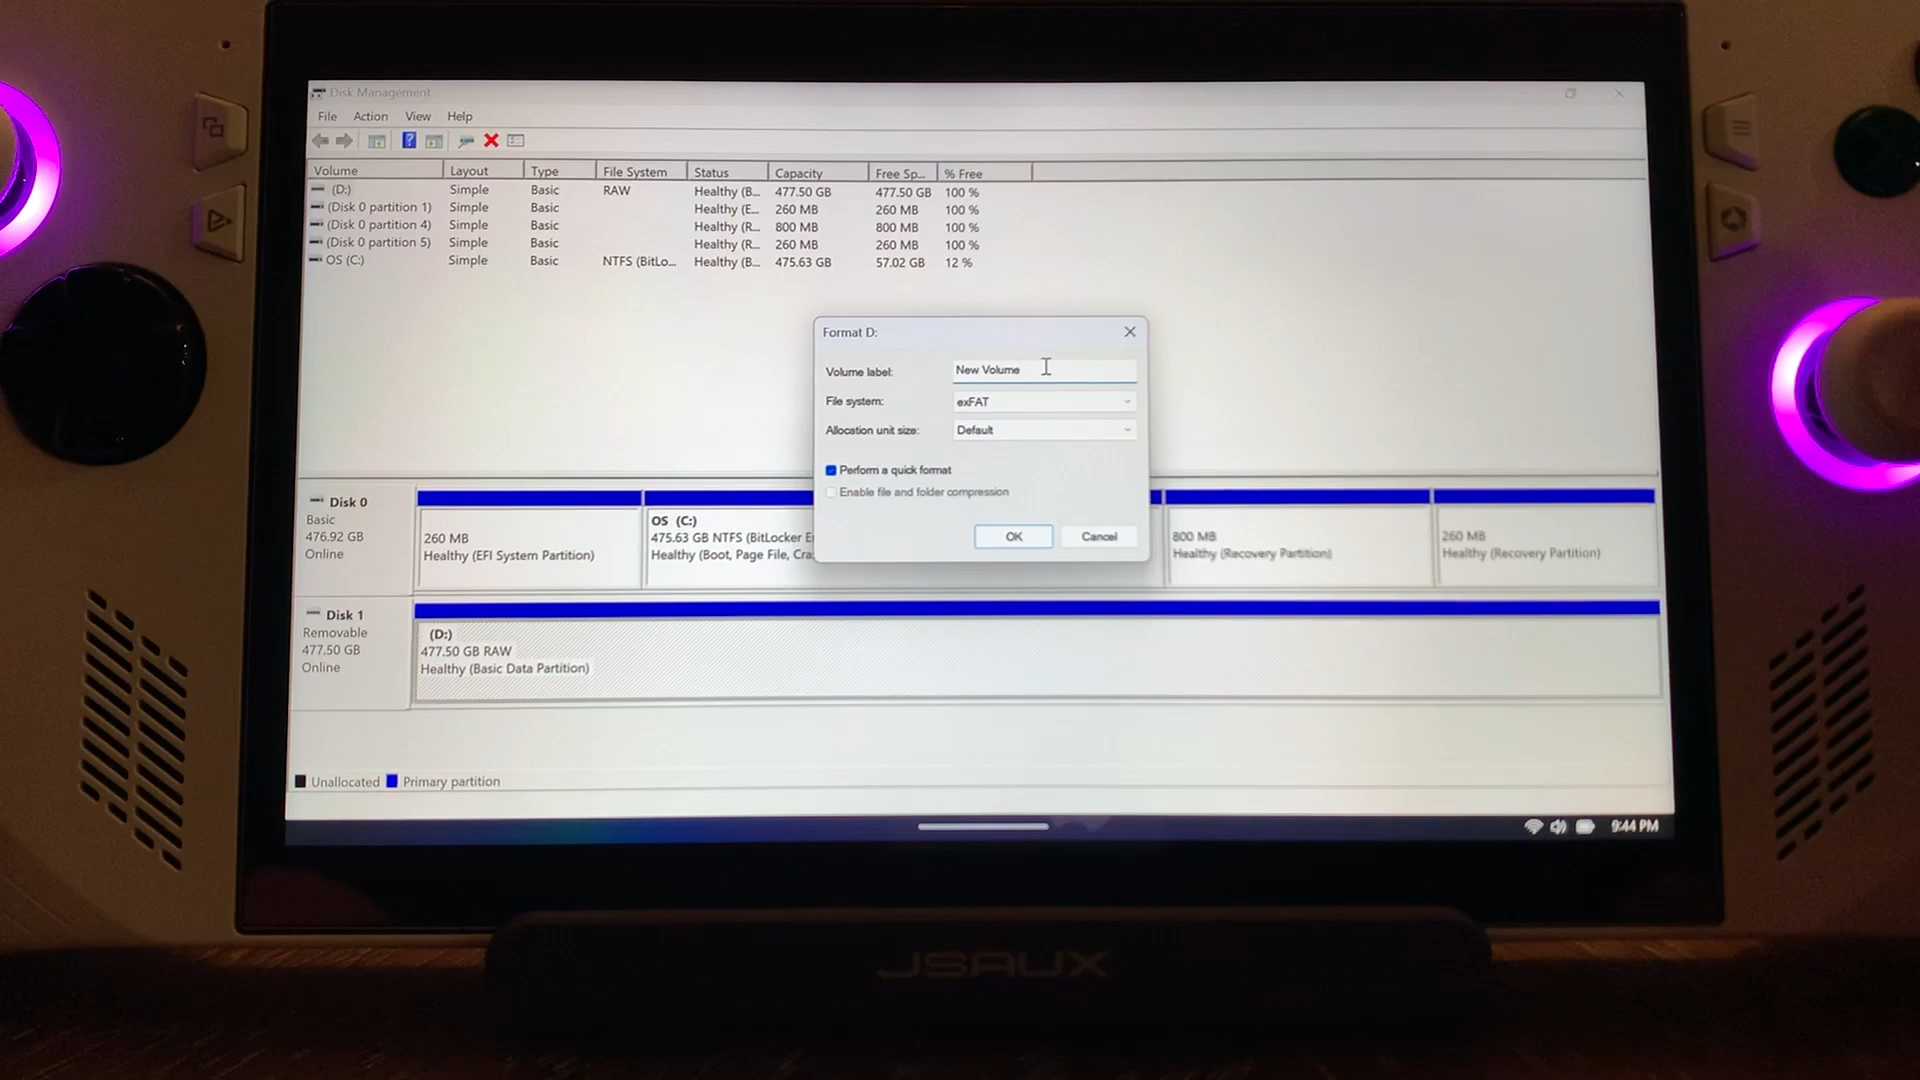 Disk Management
File Action View Help
Volume Layout Type File System Status Capacity Free Sp... % Free
(D:) Simple Basic RAW Healthy (B... 477.50 GB 477.50 GB 100 %
(Disk 0 partition 1) Simple Basic Healthy (E... 260 MB 260 MB 100 %
(Disk 0 partition 4) Simple Basic Healthy (R... 800 MB 800 MB 100 %
(Disk 0 partition 5) Simple Basic Healthy (R... 260 MB 260 MB 100 %
OS (C:) Simple Basic NTFS (BitLo... Healthy (B... 475.63 GB 57.02 GB 12 %
Format D:
Volume label: New Volume
File system: exFAT
Allocation unit size: Default
Perform a quick format
Enable file and folder compression
OK Cancel
Disk 0
Basic
476.92 GB
Online
260 MB
Healthy (EFI System Partition)
OS (C:)
475.63 GB NTFS (BitLocker E
Healthy (Boot, Page File, Cra
800 MB
Healthy (Recovery Partition)
260 MB
Healthy (Recovery Partition)
Disk 1
Removable
477.50 GB
Online
(D:)
477.50 GB RAW
Healthy (Basic Data Partition)
Unallocated Primary partition
9:44 PM
JSAUX